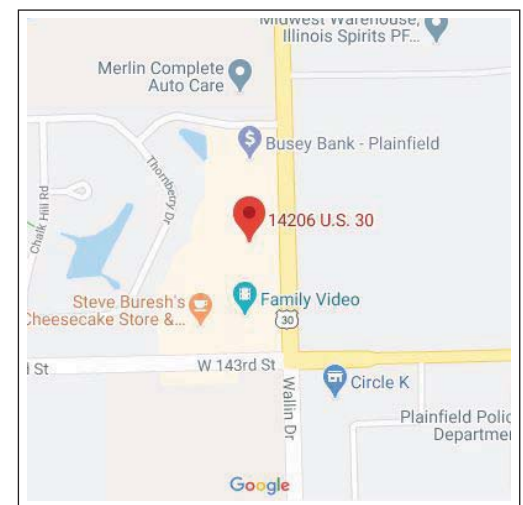 Midwest Warehouse,
Illinois Spirits PF...
Merlin Complete
Auto Care
Busey Bank - Plainfield
Thornberry Dr
Chalk Hill Rd
14206 U.S. 30
Steve Buresh's
Cheesecake Store &...
Family Video
30
St
W 143rd St
Wallin Dr
Circle K
Plainfield Polic
Departmen
Google